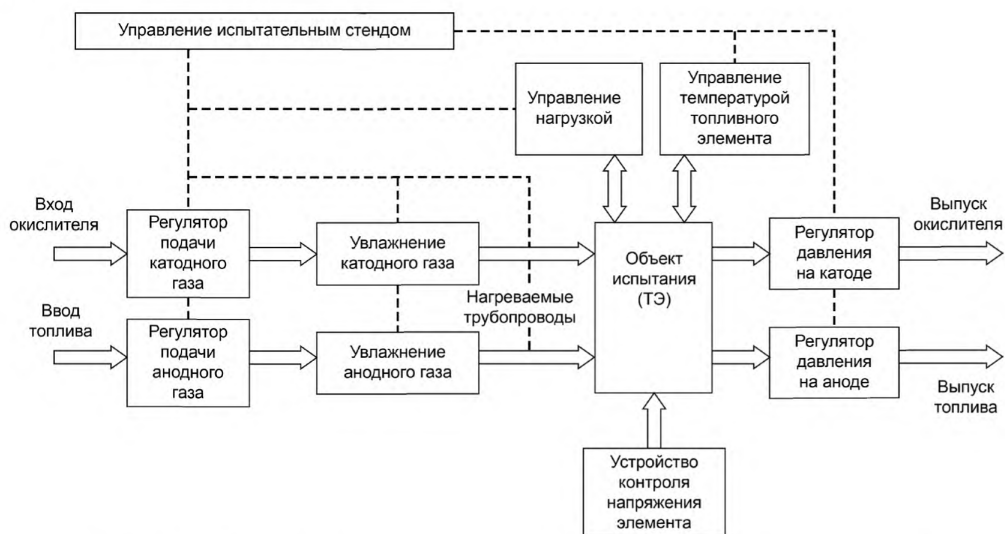 Управление испытательным стендом
Управление
нагрузкой
Управление
температурой
топливного
элемента
Вход
окислителя
Регулятор
подачи
катодного
газа
Увлажнение
катодного газа
Объект
испытания
(ТЭ)
Регулятор
давления
на катоде
Выпуск
окислителя
Нагреваемые
трубопроводы
Ввод
топлива
Регулятор
подачи
анодного
газа
Увлажнение
анодного газа
Регулятор
давления
на аноде
Выпуск
топлива
Устройство
контроля
напряжения
элемента